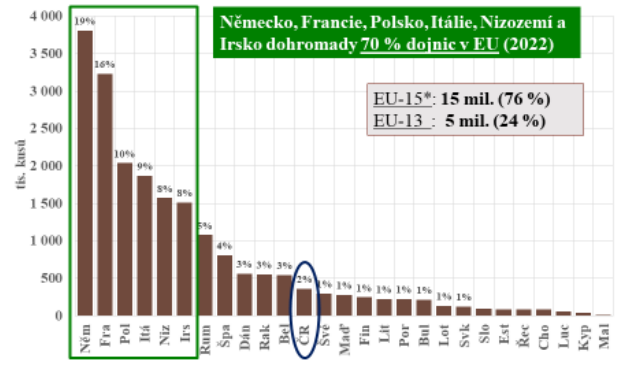 Německo, Francie, Polsko, Itálie, Nizozemí a
Irsko dohromady 70 % dojnic v EU (2022)
EU-15*: 15 mil. (76 %)
EU-13 : 5 mil. (24 %)
tis. kusů
4 000
3 500
3 000
2 500
2 000
1 500
1 000
500
0
19%
16%
10%
9%
8%
8%
5%
4%
3%
3%
3%
2%
1%
1%
1%
1%
1%
1%
1%
1%
Něm
Fra
Pol
Itá
Niz
Irs
Rum
Špa
Dán
Rak
Bel
ČR
Švé
Maď
Fin
Lit
Por
Bul
Lot
Svk
Slo
Est
Řec
Cho
Luc
Kyp
Mal